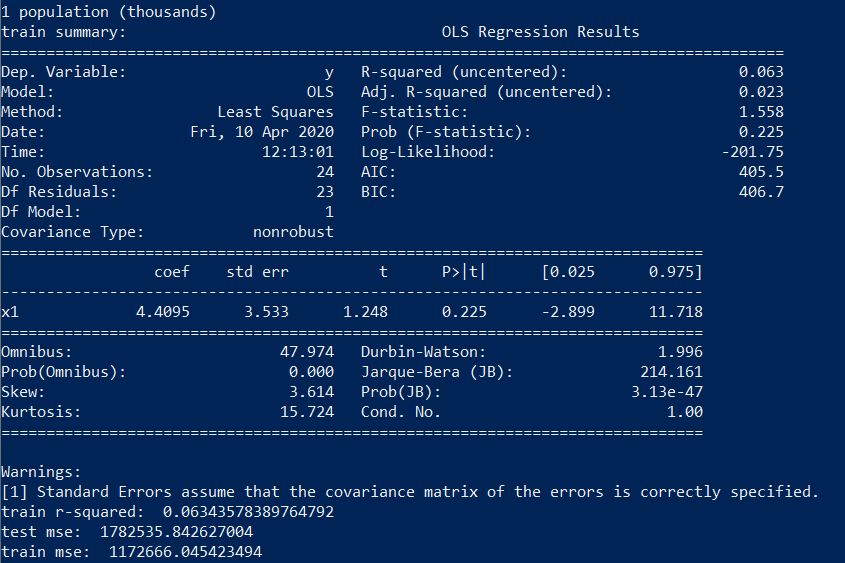 1 population (thousands)
train summary:                                   OLS Regression Results
=======================================================================================
Dep. Variable:                      y   R-squared (uncentered):                   0.063
Model:                            OLS   Adj. R-squared (uncentered):              0.023
Method:                 Least Squares   F-statistic:                              1.558
Date:                Fri, 10 Apr 2020   Prob (F-statistic):                       0.225
Time:                        12:13:01   Log-Likelihood:                         -201.75
No. Observations:                  24   AIC:                                      405.5
Df Residuals:                      23   BIC:                                      406.7
Df Model:                           1
Covariance Type:            nonrobust
==============================================================================
                 coef    std err          t      P>|t|      [0.025      0.975]
------------------------------------------------------------------------------
x1             4.4095      3.533      1.248      0.225      -2.899      11.718
==============================================================================
Omnibus:                       47.974   Durbin-Watson:                   1.996
Prob(Omnibus):                  0.000   Jarque-Bera (JB):              214.161
Skew:                           3.614   Prob(JB):                     3.13e-47
Kurtosis:                      15.724   Cond. No.                         1.00
==============================================================================

Warnings:
[1] Standard Errors assume that the covariance matrix of the errors is correctly specified.
train r-squared:  0.06343578389764792
test mse:  1782535.842627004
train mse:  1172666.045423494